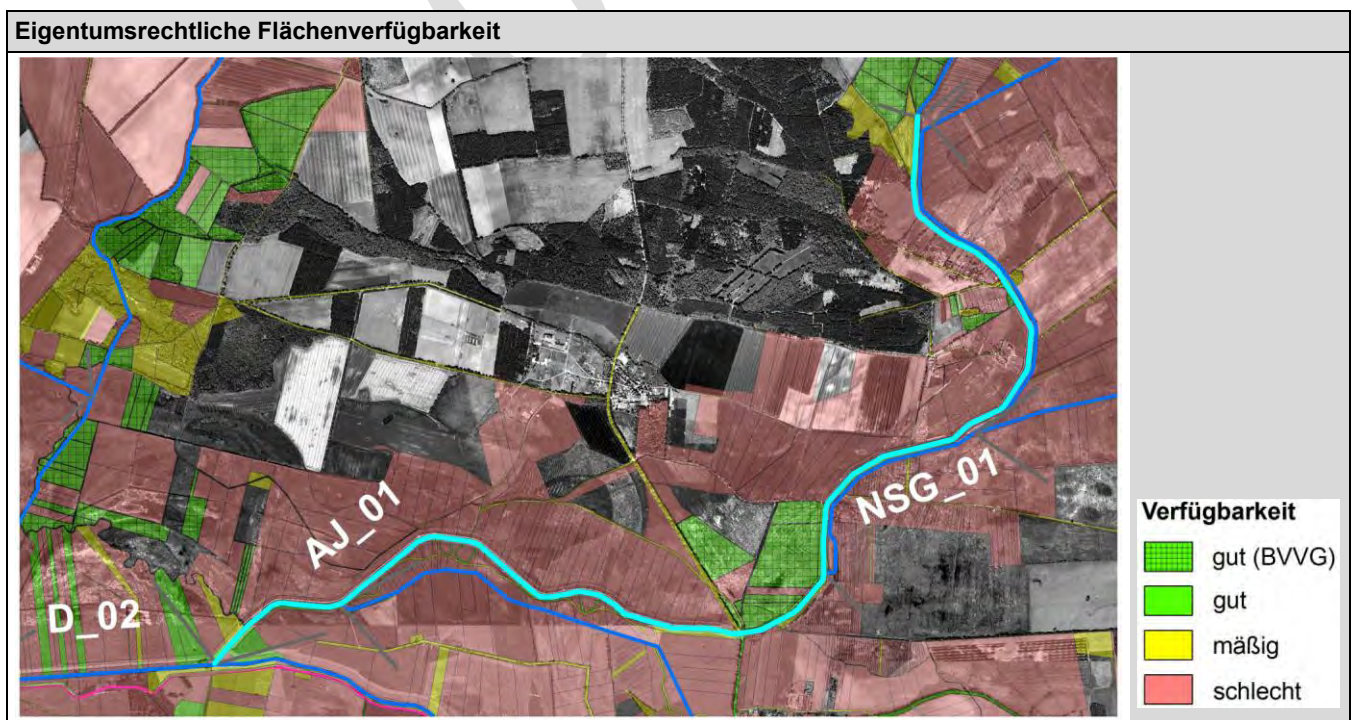 Eigentumsrechtliche Flächenverfügbarkeit
AJ_01
NSG_01
D_02
Verfügbarkeit
gut (BVVG)
gut
mäßig
schlecht